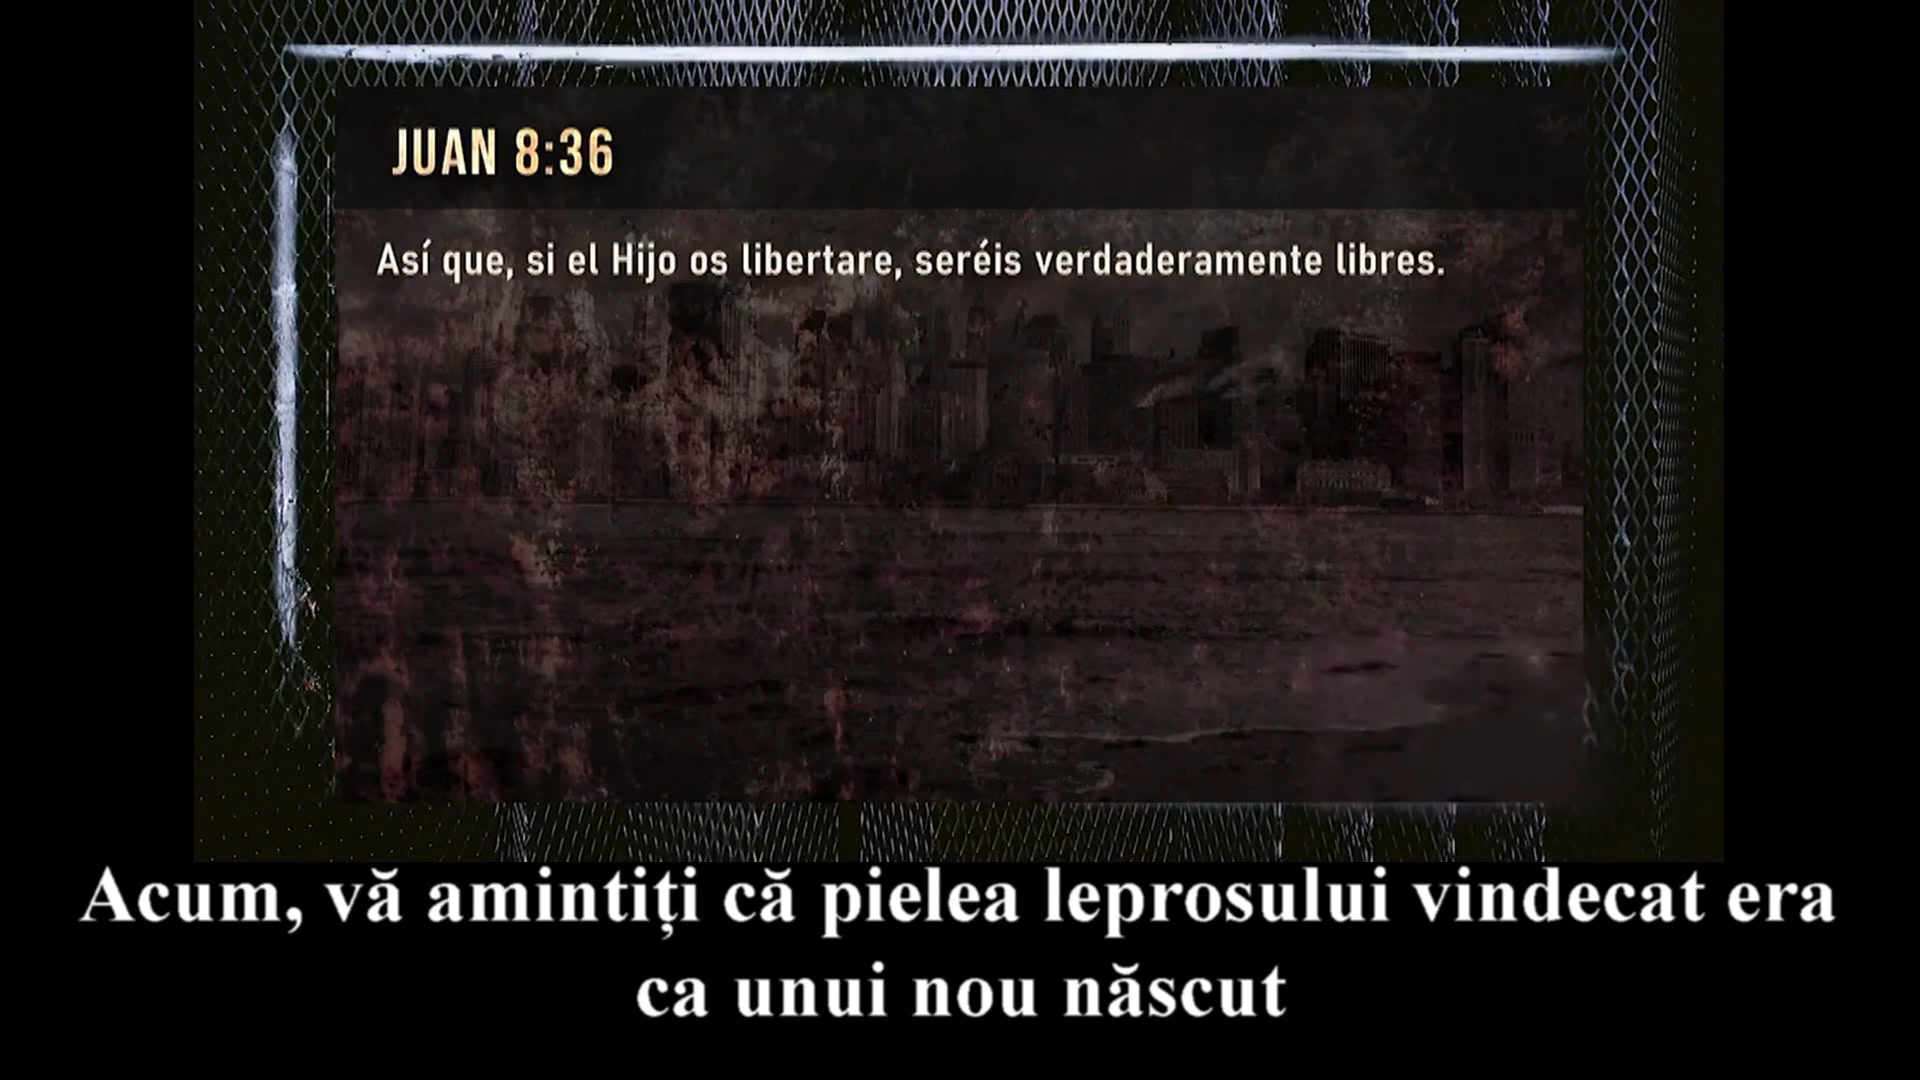 JUAN 8:36
Así que, si el Hijo os libertare, seréis verdaderamente libres.
Acum, vă amintiți că pielea leprosului vindecat era
ca unui nou născut